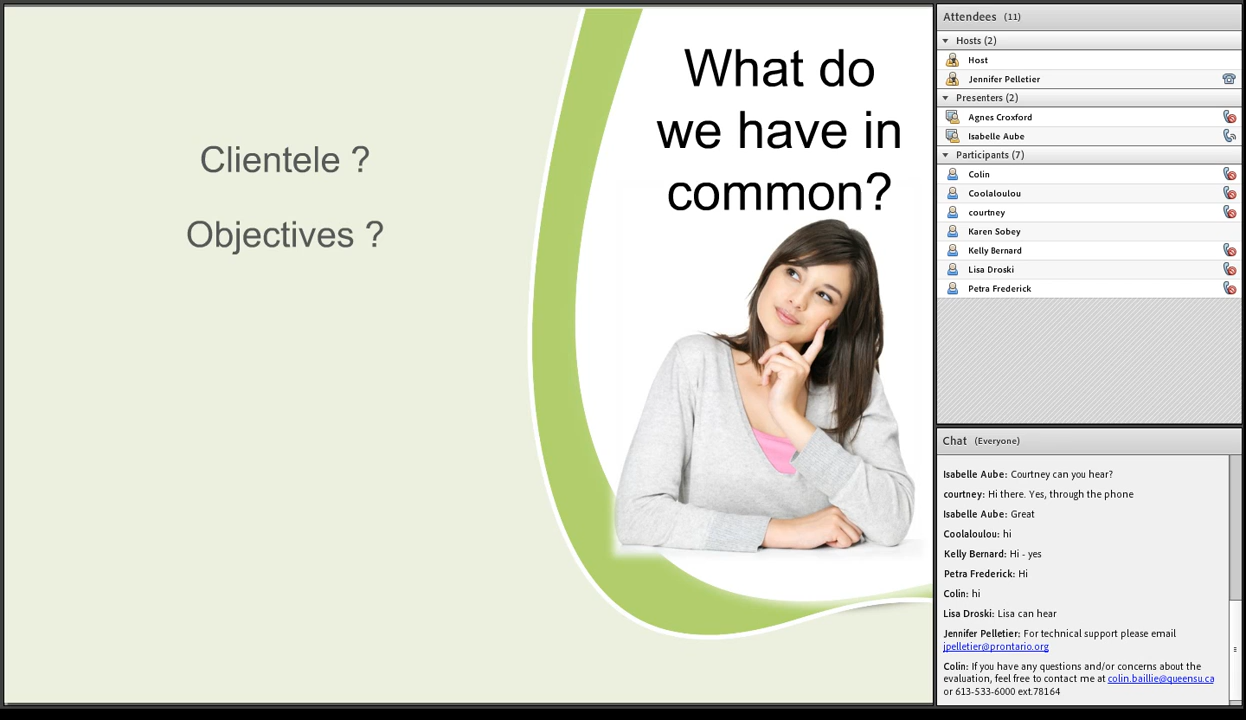 Clientele ?
Objectives ?
What do
we have in
common?
Attendees (11)
Hosts (2)
Host
Jennifer Pelletier
Presenters (2)
Agnes Croxford
Isabelle Aube
Participants (7)
Colin
Coolaloulou
courtney
Karen Sobey
Kelly Bernard
Lisa Droski
Petra Frederick
Chat (Everyone)
Isabelle Aube: Courtney can you hear?
courtney: Hi there. Yes, through the phone
Isabelle Aube: Great
Coolaloulou: hi
Kelly Bernard: Hi - yes
Petra Frederick: Hi
Colin: hi
Lisa Droski: Lisa can hear
Jennifer Pelletier: For technical support please email
jpelletier@prontario.org
Colin: If you have any questions and/or concerns about the
evaluation, feel free to contact me at colin.baillie@queensu.ca
or 613-533-6000 ext.78164